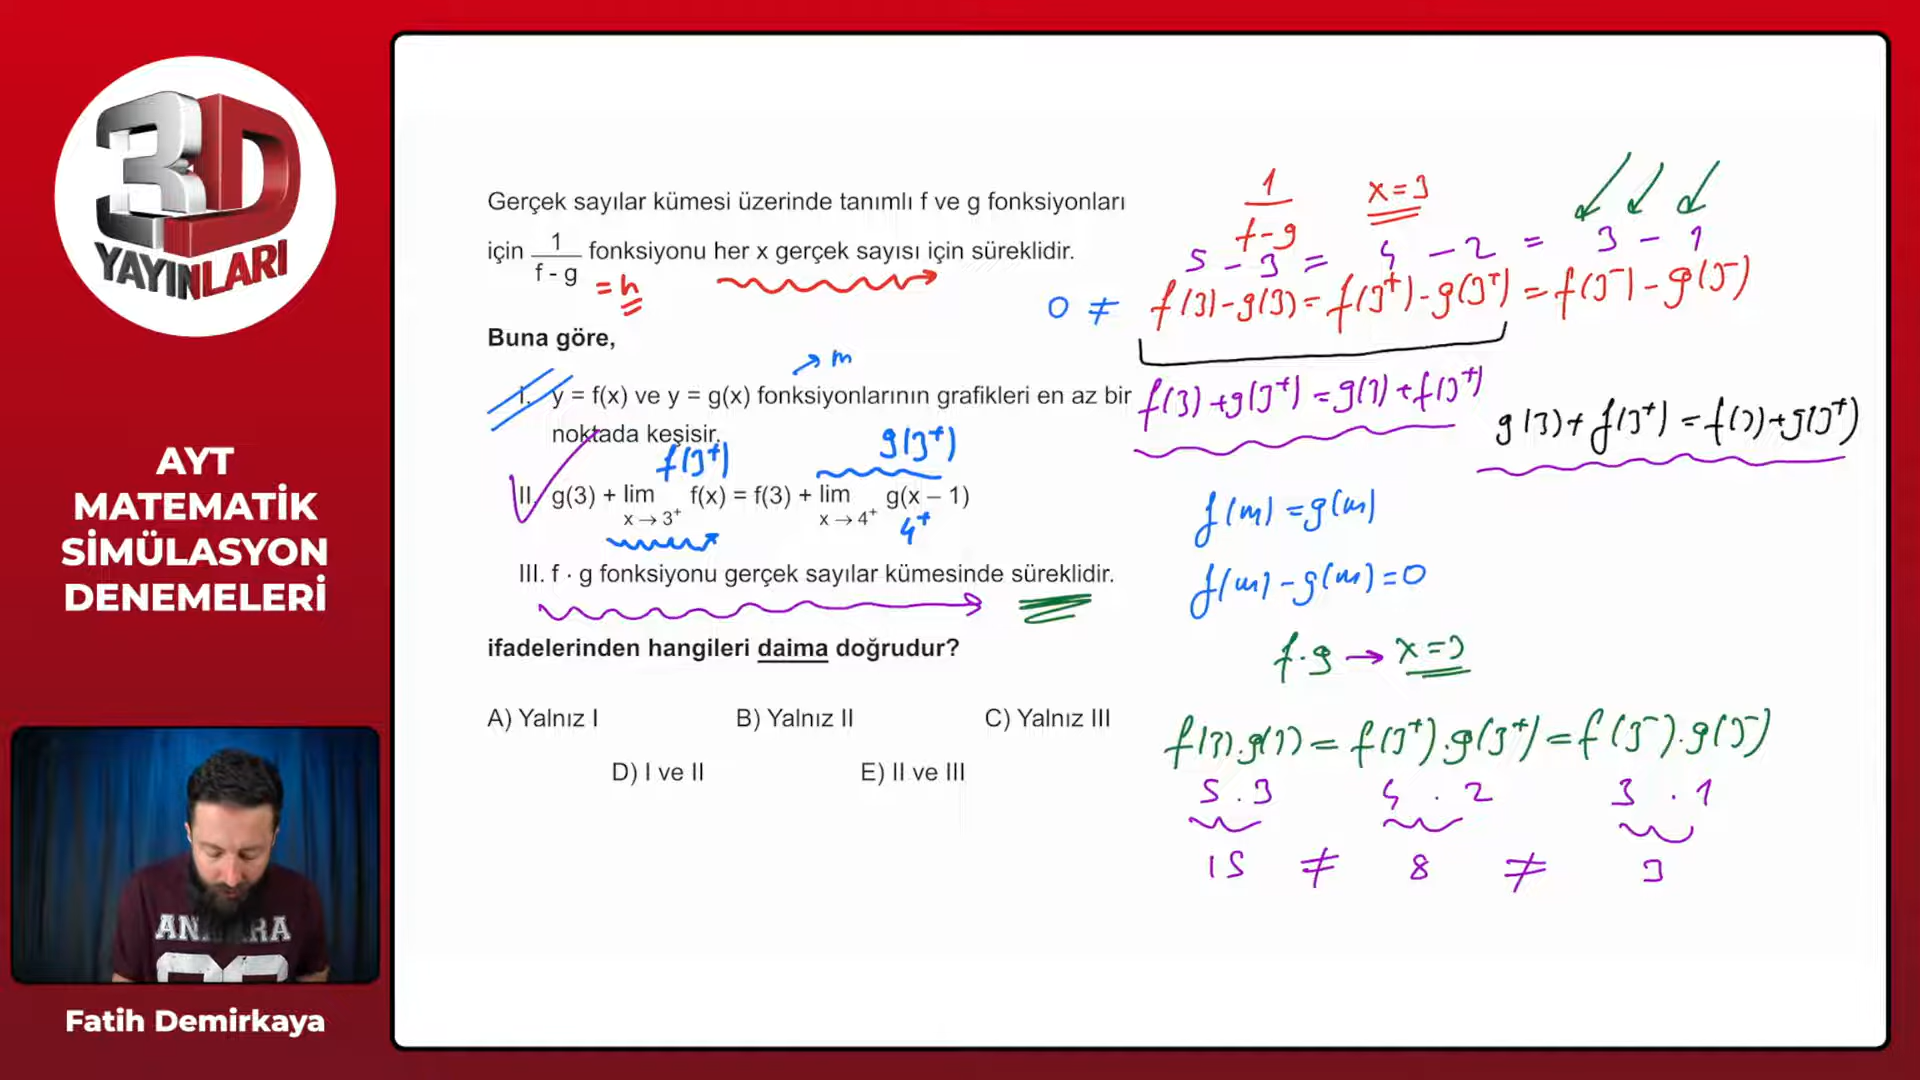 3D
YAYINLARI
AYT
MATEMATİK
SİMÜLASYON
DENEMELERİ
ANKARA
Fatih Demirkaya
Gerçek sayılar kümesi üzerinde tanımlı f ve g fonksiyonları
için 1/(f - g) fonksiyonu her x gerçek sayısı için süreklidir.
= h
Buna göre,
→ m
I. y = f(x) ve y = g(x) fonksiyonlarının grafikleri en az bir
noktada keşisir.
f(3⁺) g(3⁺)
II. g(3) + lim x → 3⁺ f(x) = f(3) + lim x → 4⁺ g(x – 1)
4⁺
III. f · g fonksiyonu gerçek sayılar kümesinde süreklidir.
ifadelerinden hangileri daima doğrudur?
A) Yalnız I B) Yalnız II C) Yalnız III
D) I ve II E) II ve III
1/(f-g) x=3
5 - 3 = 4 - 2 = 3 - 1
0 ≠ f(3)-g(3)=f(3⁺)-g(3⁺)=f(3⁻)-g(3⁻)
f(3)+g(3⁺)=g(3)+f(3⁺)
g(3)+f(3⁺)=f(3)+g(3⁺)
f(m)=g(m)
f(m)-g(m)=0
f.g → x=3
f(3).g(3)=f(3⁺).g(3⁺)=f(3⁻).g(3⁻)
5.3 4.2 3.1
15 ≠ 8 ≠ 3